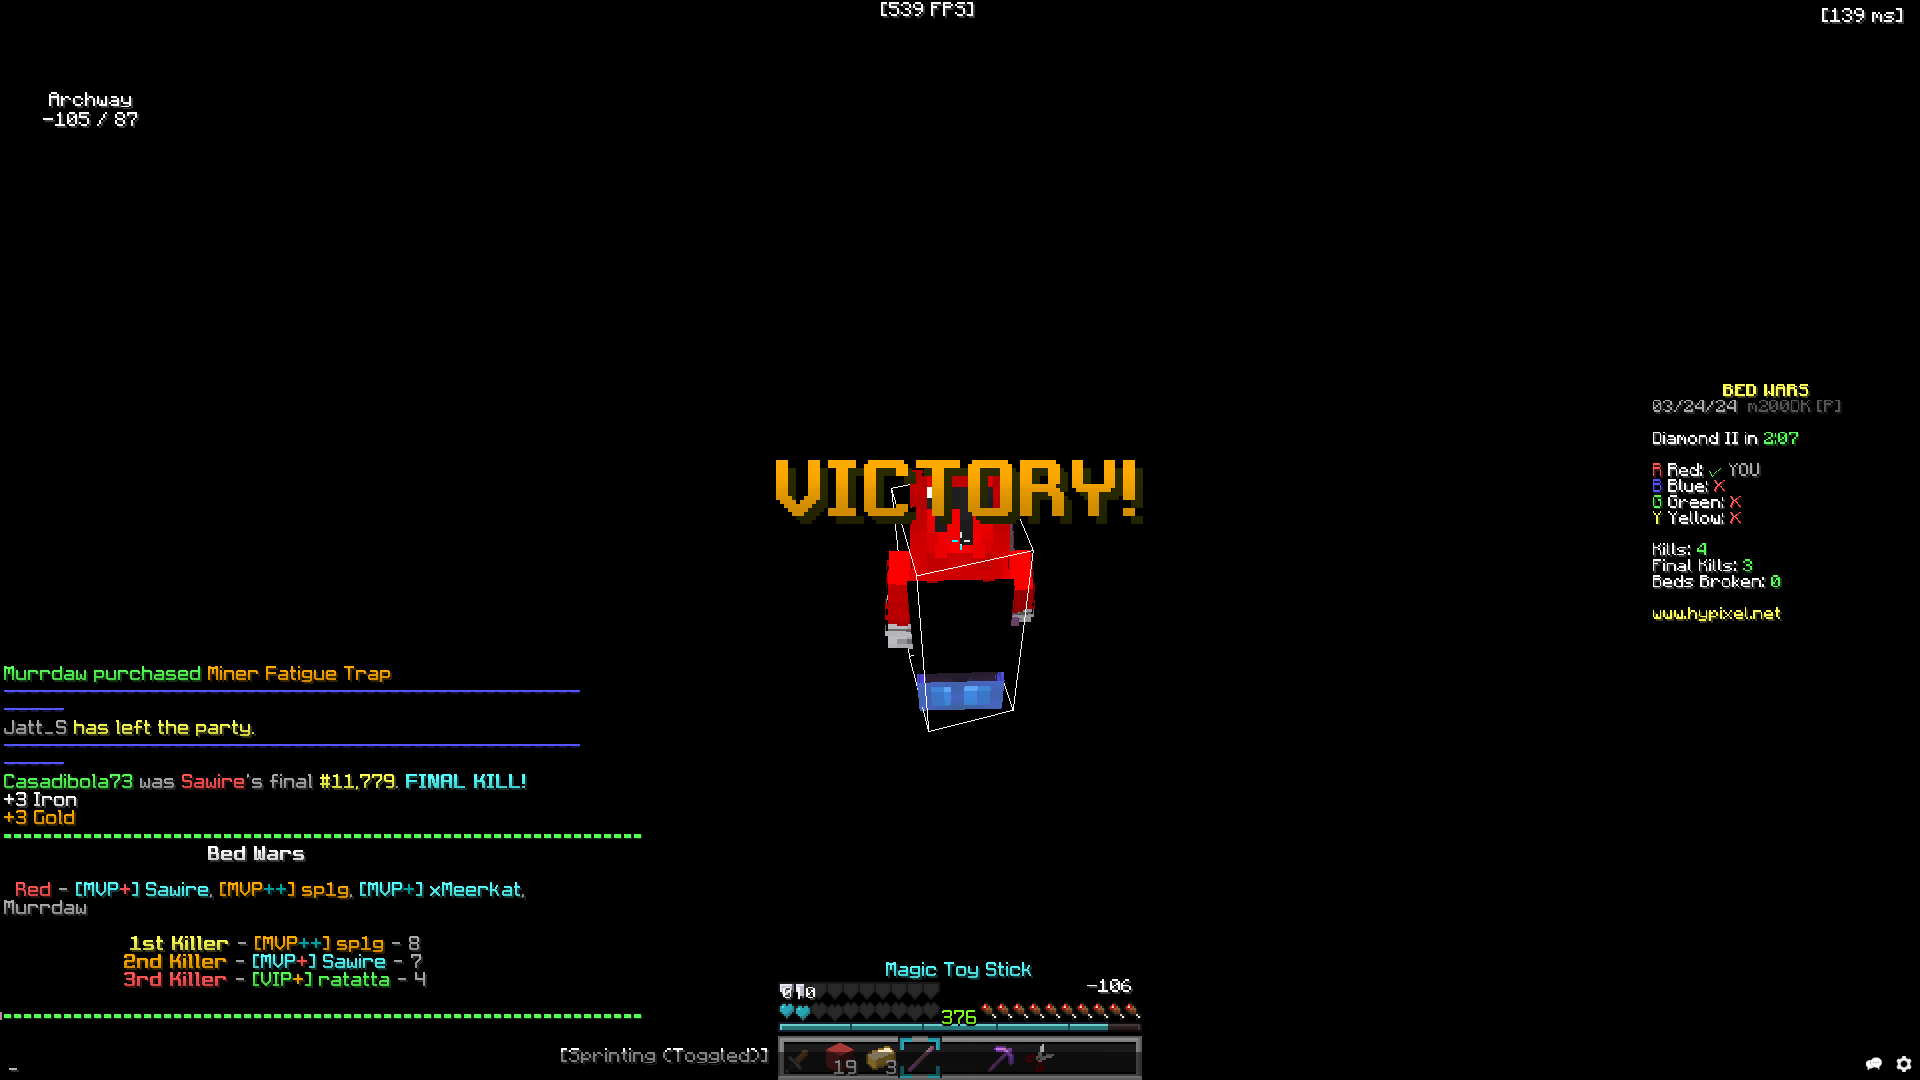 [539 FPS]
[139 ms]
Archway
-105 / 87
VICTORY!
BED WARS
03/24/24 m200DK [P]
Diamond II in 2:07
R Red: ✓ YOU
B Blue: X
G Green: X
Y Yellow: X
Kills: 4
Final Kills: 3
Beds Broken: 0
www.hypixel.net
Murrdaw purchased Miner Fatigue Trap
Jatt_S has left the party.
Casadibola73 was Sawire's final #11,779. FINAL KILL!
+3 Iron
+3 Gold
Bed Wars
Red - [MVP+] Sawire, [MVP++] sp1g, [MVP+] xMeerkat,
Murrdaw
1st Killer - [MVP++] sp1g - 8
2nd Killer - [MVP+] Sawire - 7
3rd Killer - [VIP+] ratatta - 4
Magic Toy Stick
-106
376
[Sprinting (Toggled)]
19
3